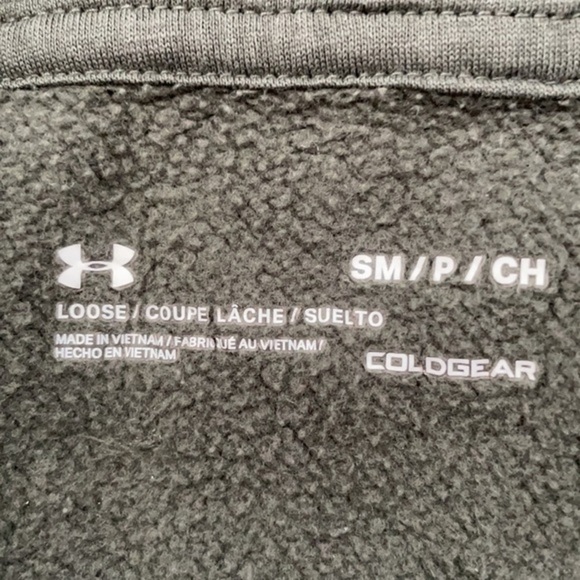 SM / P / CH
LOOSE / COUPE LÂCHE / SUELTO
MADE IN VIETNAM / FABRIQUÉ AU VIETNAM /
HECHO EN VIETNAM
COLDGEAR